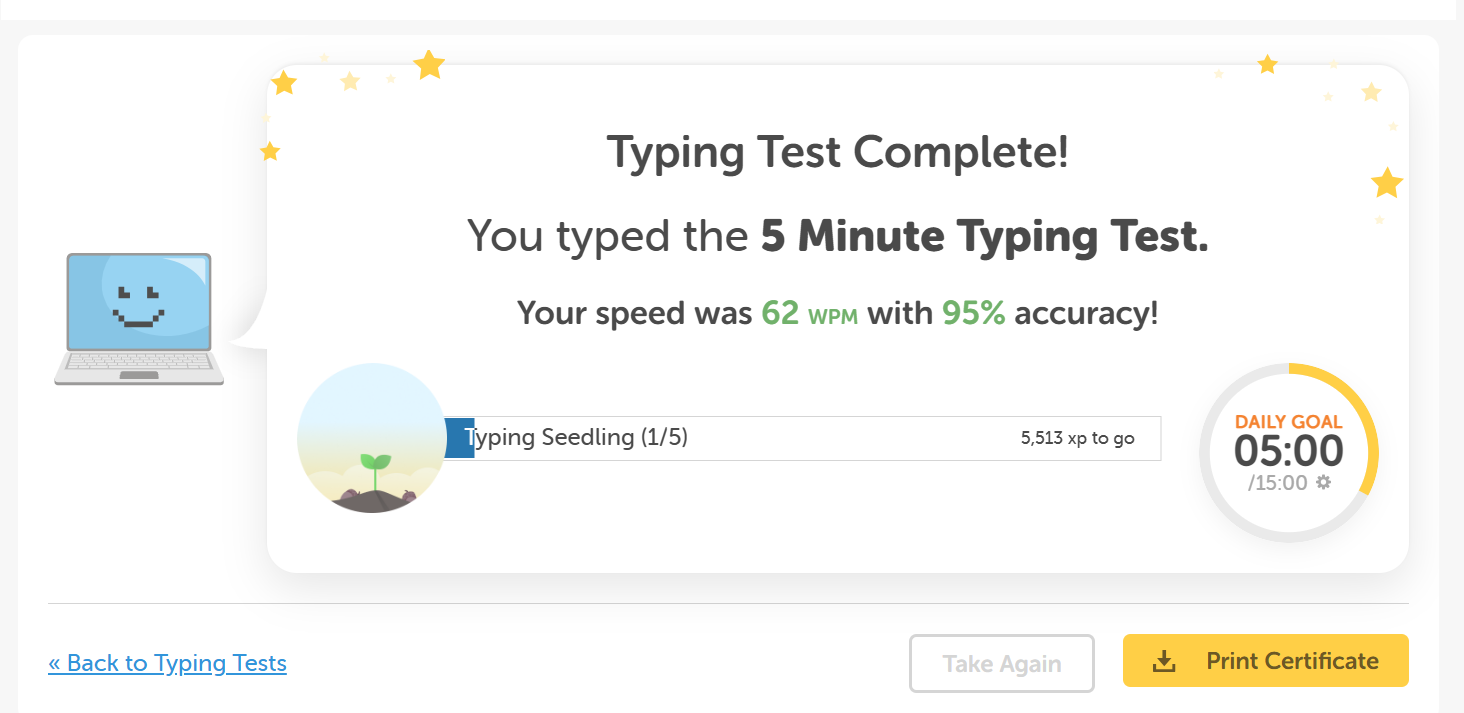 Typing Test Complete!
You typed the 5 Minute Typing Test.
Your speed was 62 WPM with 95% accuracy!
Typing Seedling (1/5)
5,513 xp to go
DAILY GOAL
05:00
/15:00
« Back to Typing Tests
Take Again
Print Certificate